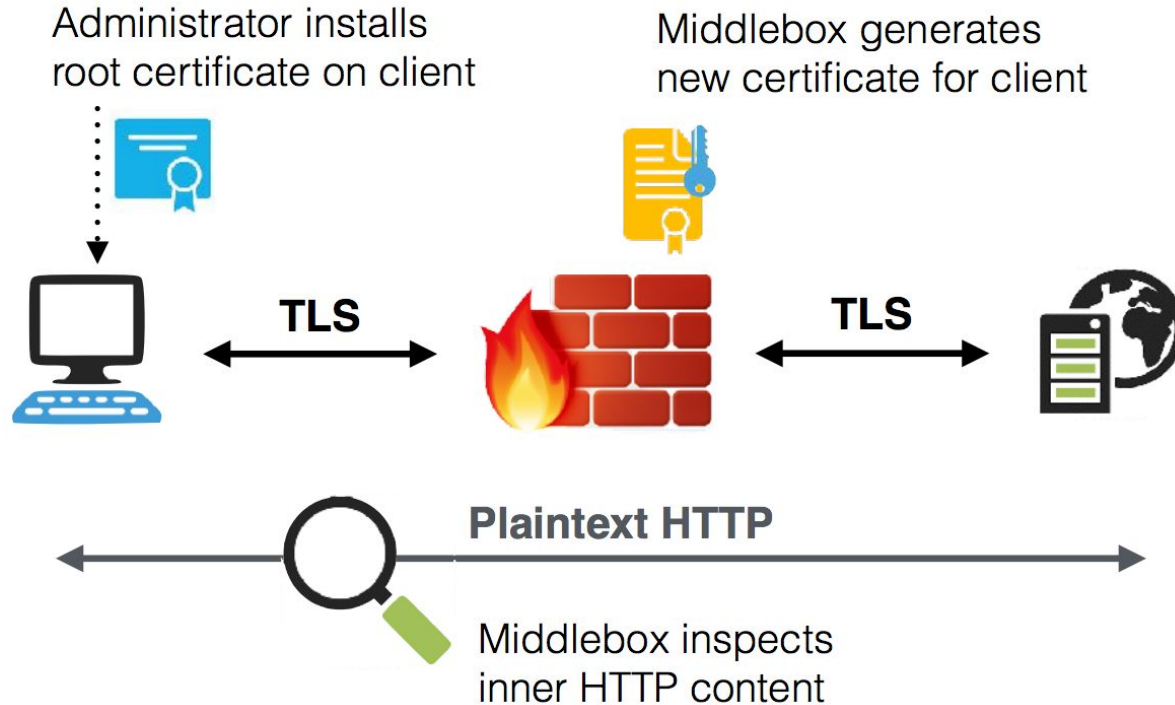 Administrator installs
root certificate on client
Middlebox generates
new certificate for client
TLS
TLS
Plaintext HTTP
Middlebox inspects
inner HTTP content